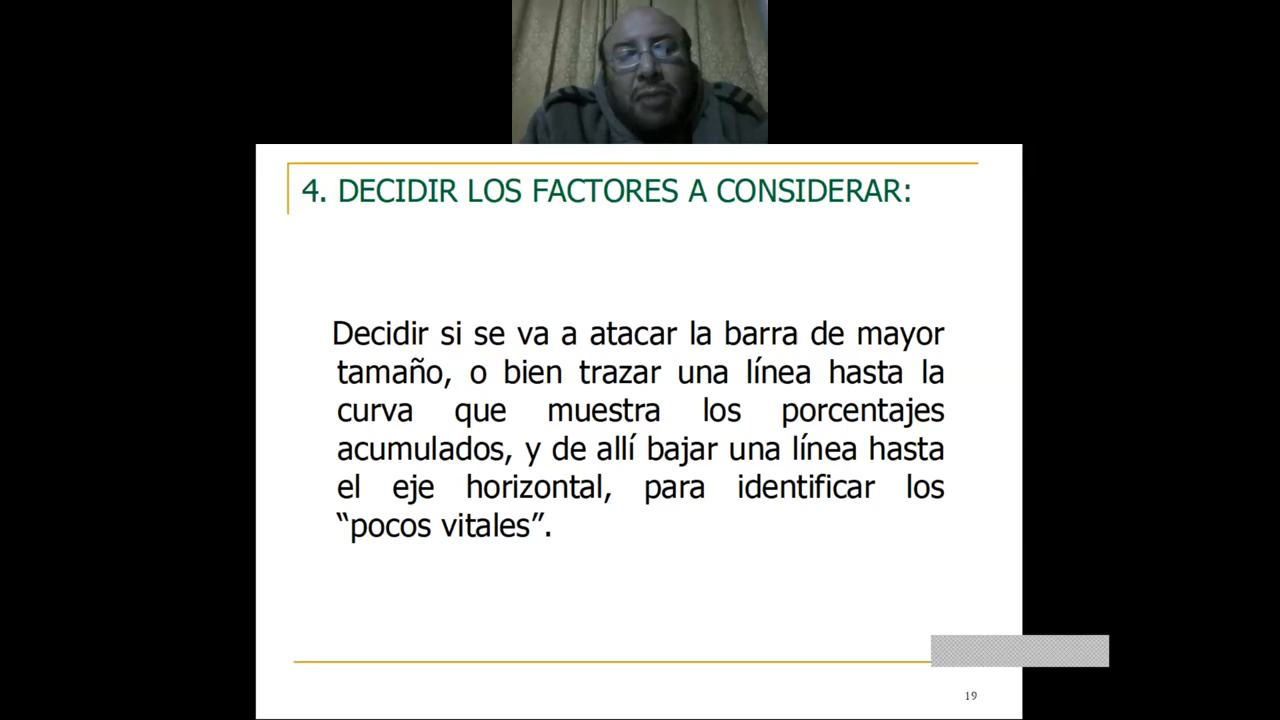 4. DECIDIR LOS FACTORES A CONSIDERAR:
Decidir si se va a atacar la barra de mayor
tamaño, o bien trazar una línea hasta la
curva que muestra los porcentajes
acumulados, y de allí bajar una línea hasta
el eje horizontal, para identificar los
“pocos vitales”.
19